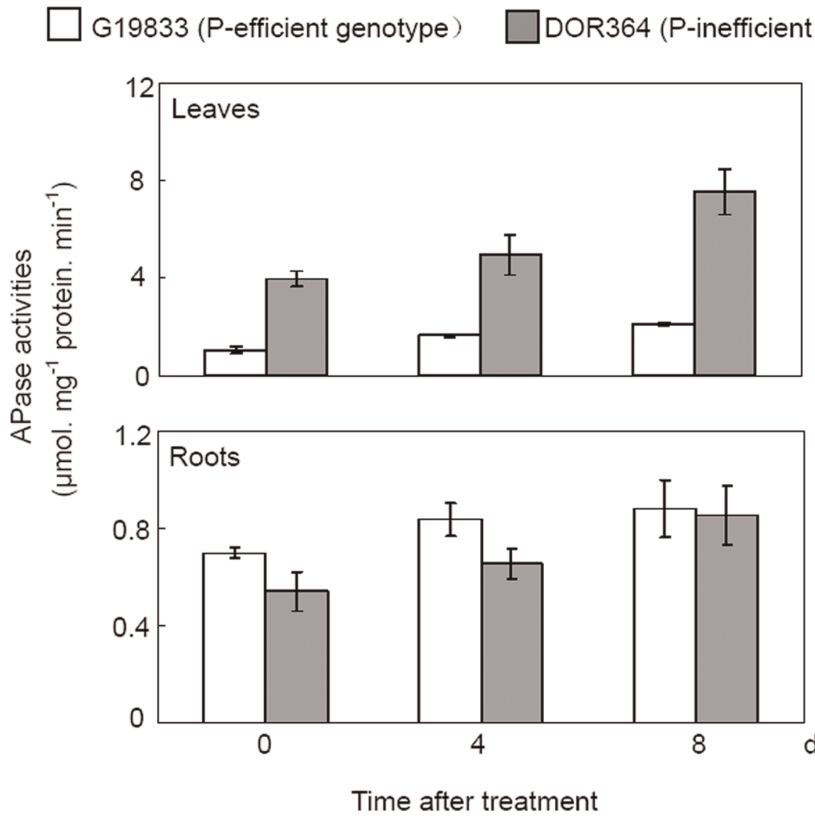 G19833 (P-efficient genotype）
DOR364 (P-inefficient
Leaves
12
8
4
0
APase activities
(μmol. mg⁻¹ protein. min⁻¹)
Roots
1.2
0.8
0.4
0
0 4 8 d
Time after treatment